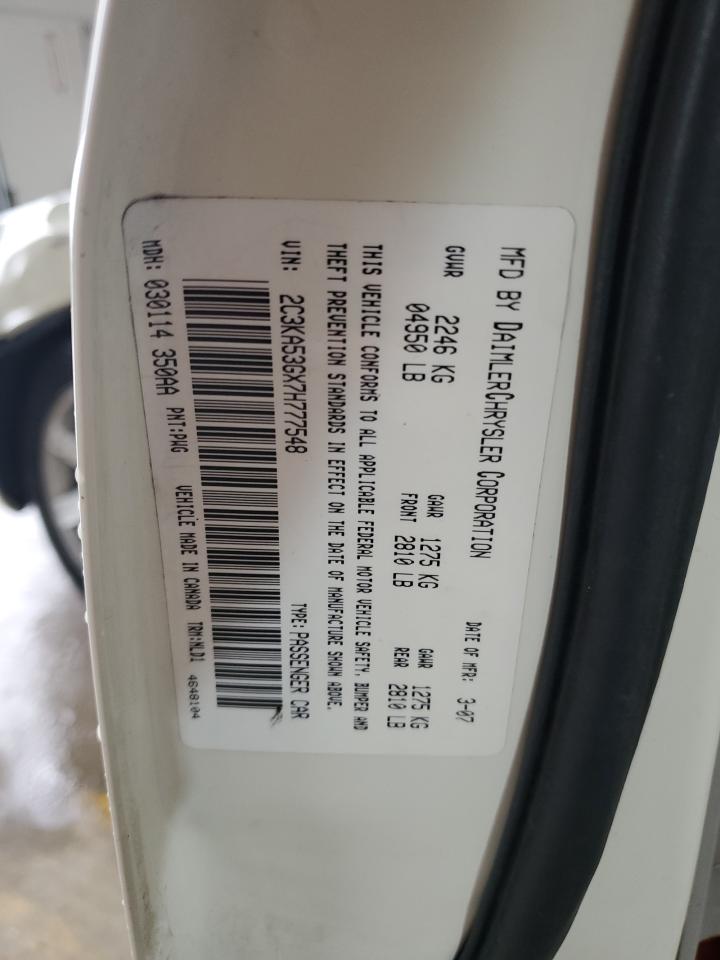 MFD BY DAIMLERCHRYSLER CORPORATION
DATE OF MFR: 3-07
GVWR 2246 KG
04950 LB
GAWR FRONT 1275 KG
2810 LB
GAWR REAR 1275 KG
2810 LB
THIS VEHICLE CONFORMS TO ALL APPLICABLE FEDERAL MOTOR VEHICLE SAFETY, BUMPER AND
THEFT PREVENTION STANDARDS IN EFFECT ON THE DATE OF MANUFACTURE SHOWN ABOVE.
VIN: 2C3KA53GX7H777548 TYPE: PASSENGER CAR
MDH: 030114 350AA PNT:PWG VEHICLE MADE IN CANADA TRM:MLD1 4648104